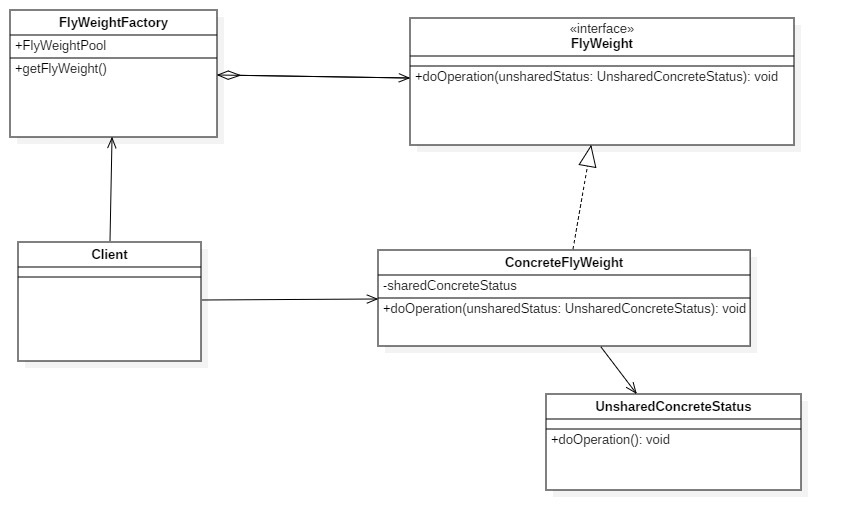 FlyWeightFactory
+FlyWeightPool
+getFlyWeight()
«interface»
FlyWeight
+doOperation(unsharedStatus: UnsharedConcreteStatus): void
Client
ConcreteFlyWeight
-sharedConcreteStatus
+doOperation(unsharedStatus: UnsharedConcreteStatus): void
UnsharedConcreteStatus
+doOperation(): void